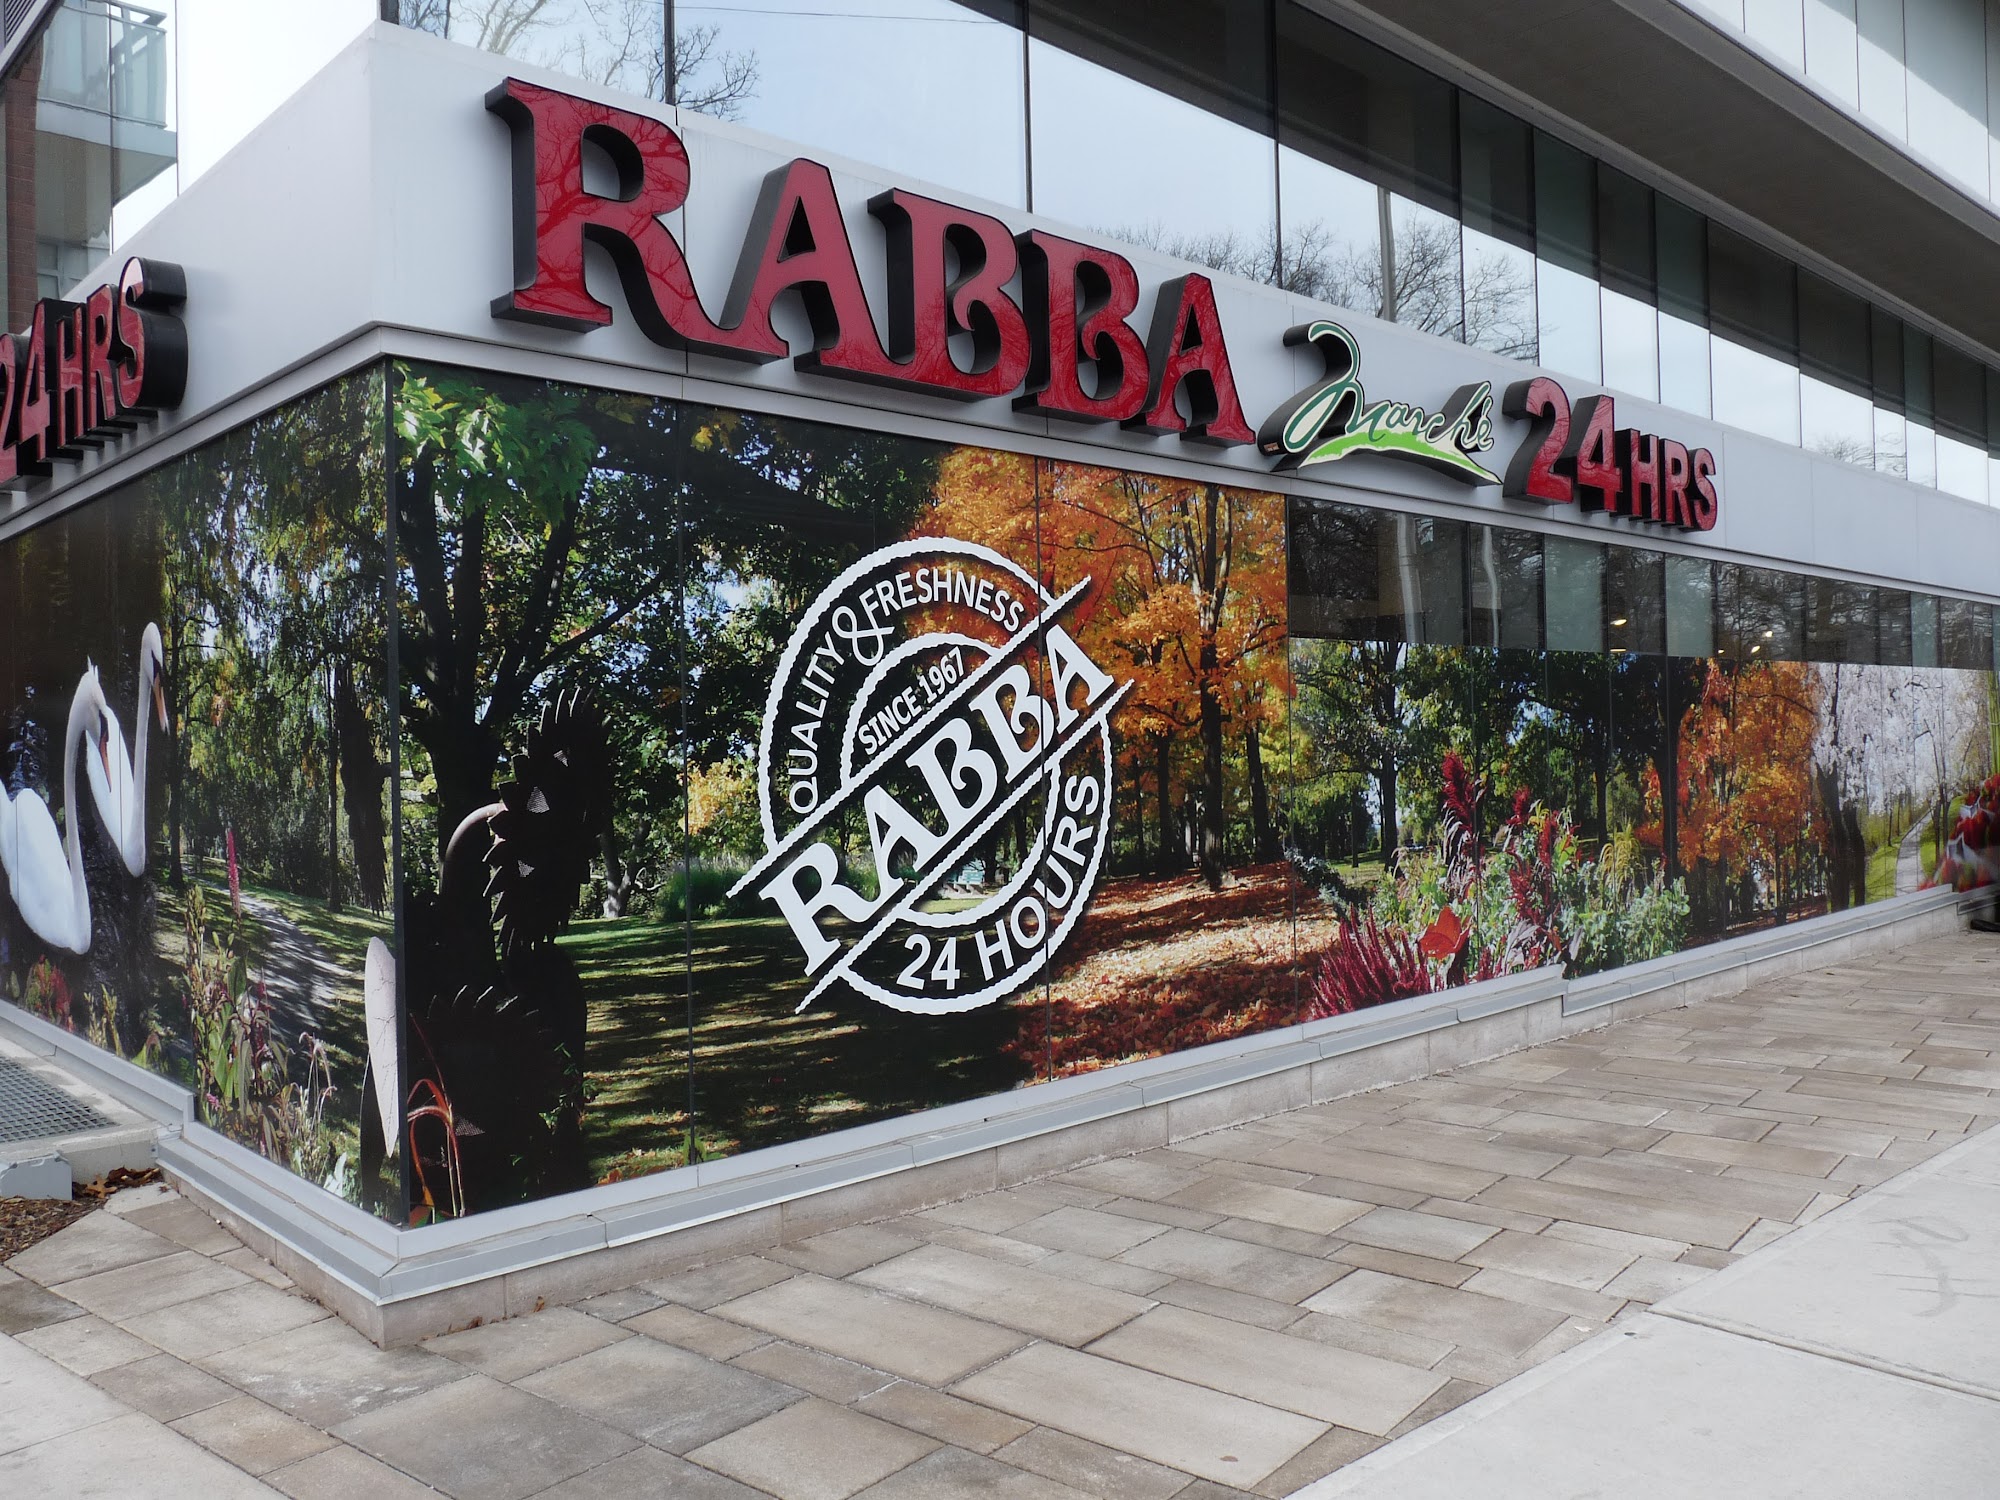 24HRS
RABBA Marché 24HRS
QUALITY & FRESHNESS
SINCE 1967
RABBA
24 HOURS